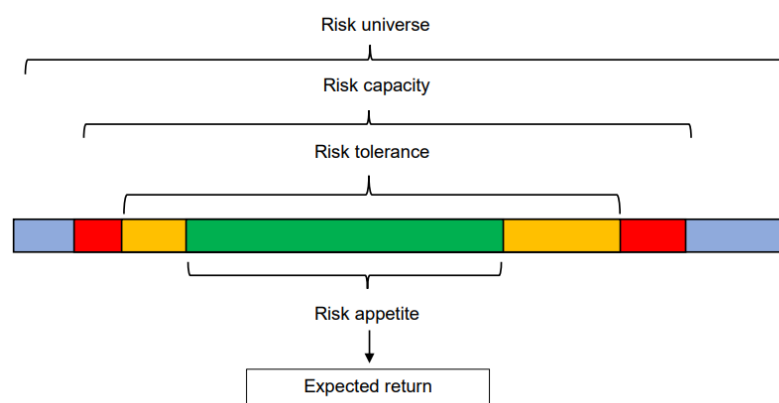 Risk universe
Risk capacity
Risk tolerance
Risk appetite
Expected return